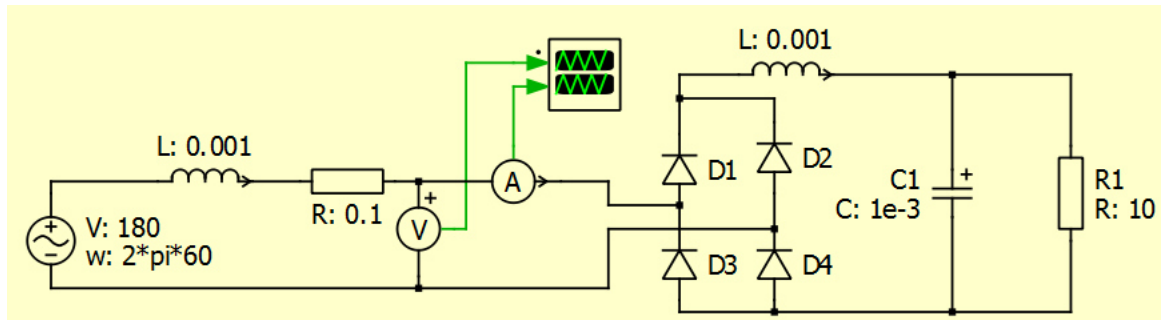 L: 0.001
L: 0.001
R: 0.1
V: 180
w: 2*pi*60
V
+
A
D1
D2
D3
D4
C1
C: 1e-3
+
R1
R: 10